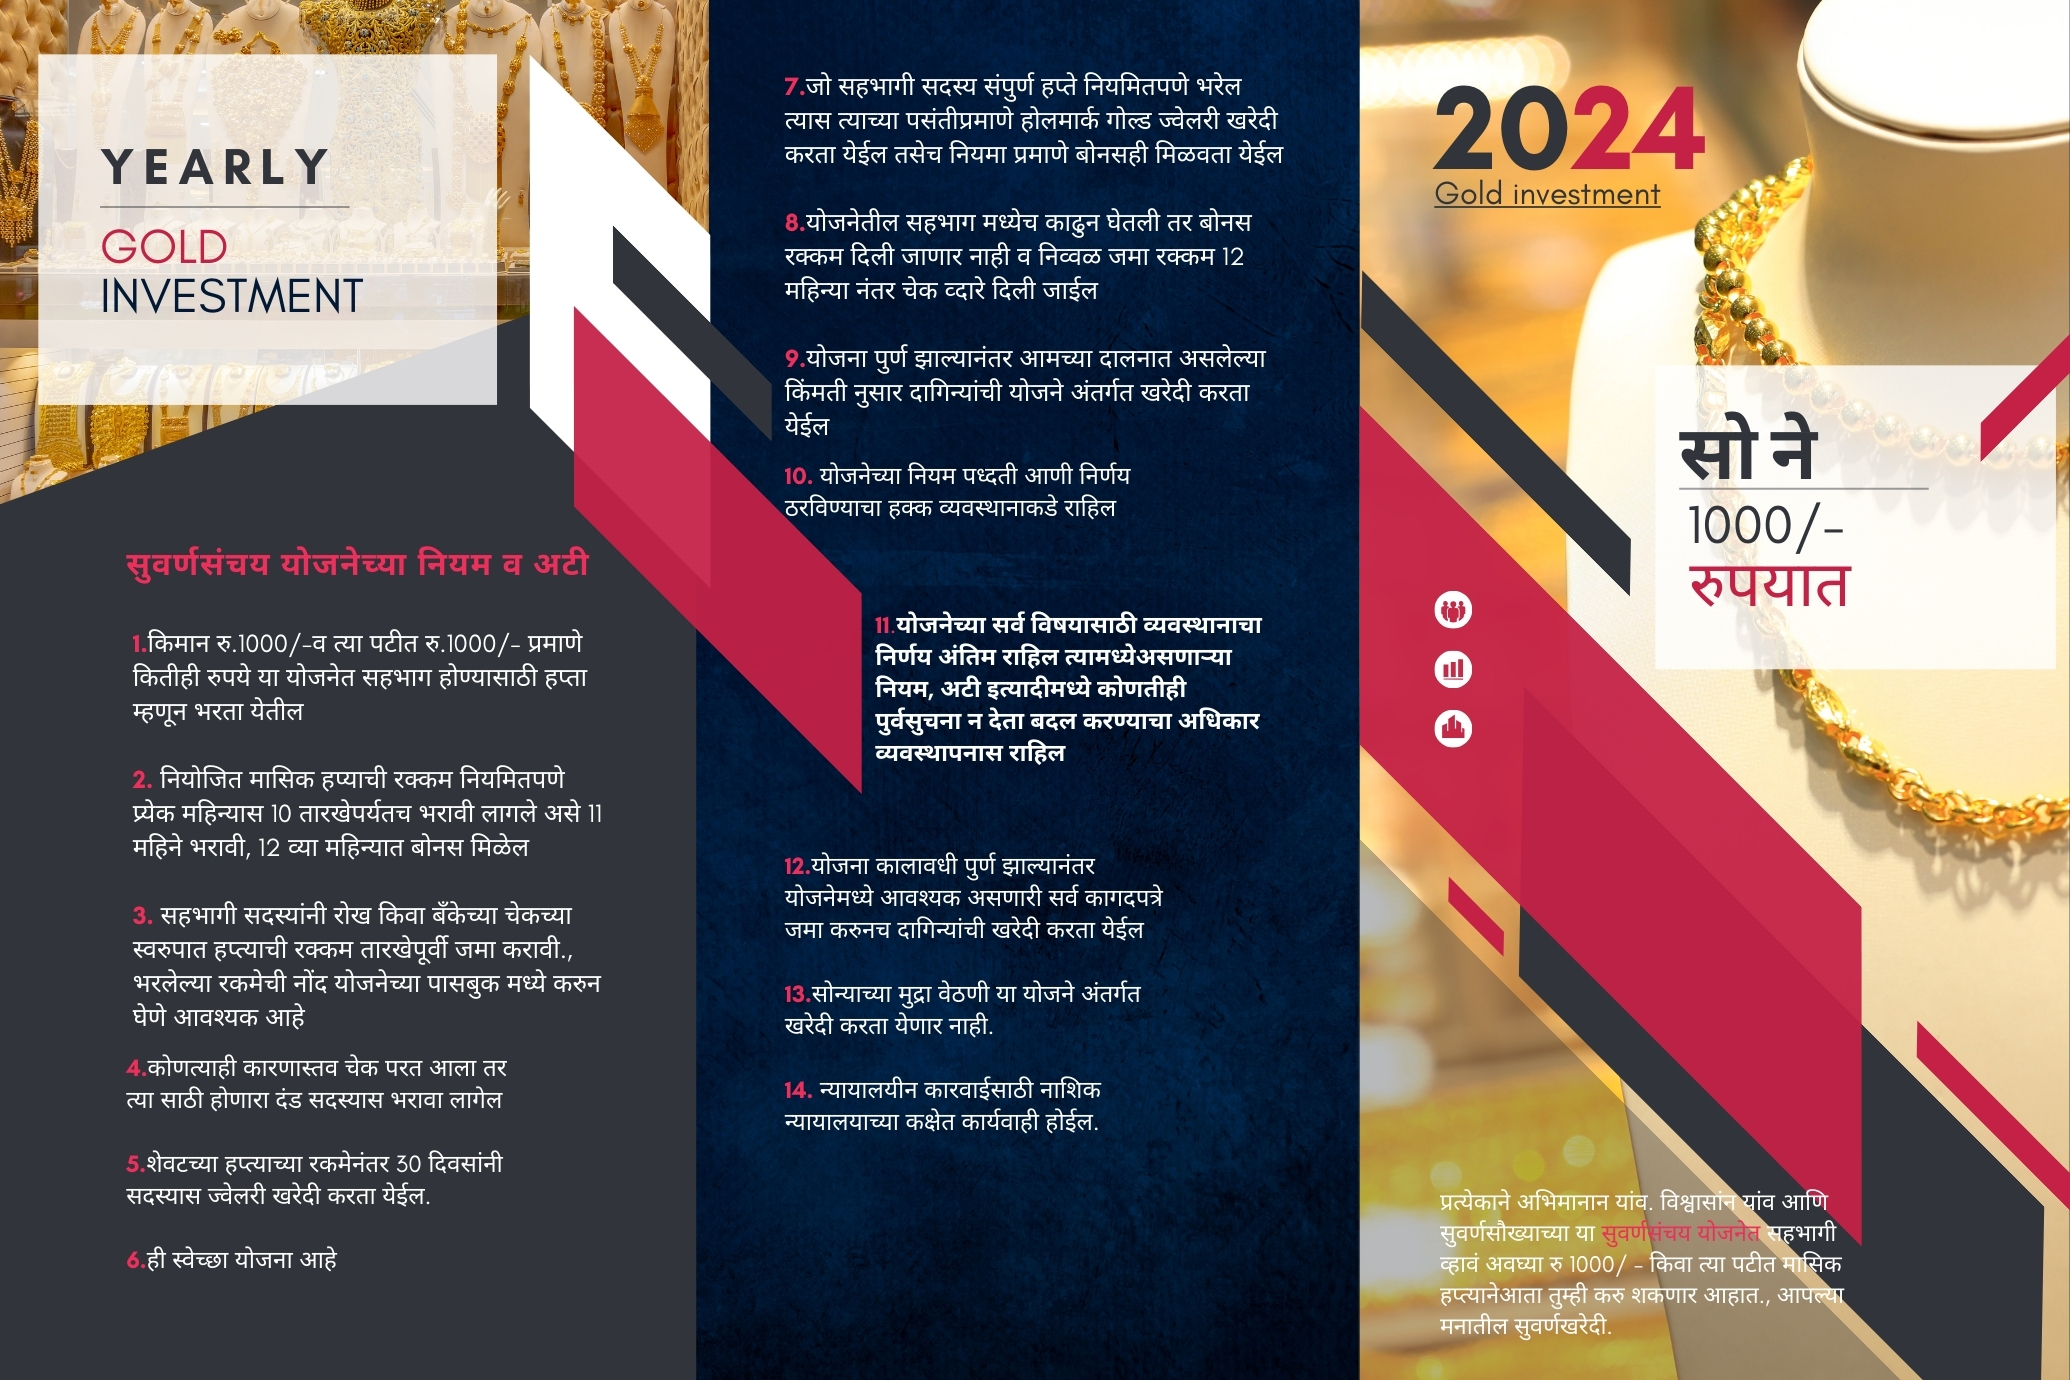 YEARLY
GOLD
INVESTMENT
सुवर्णसंचय योजनेच्या नियम व अटी
1.किमान रु.1000/-व त्या पटीत रु.1000/- प्रमाणे
कितीही रुपये या योजनेत सहभाग होण्यासाठी हप्ता
म्हणून भरता येतील
2. नियोजित मासिक हप्याची रक्कम नियमितपणे
प्र्येक महिन्यास 10 तारखेपर्यतच भरावी लागले असे 11
महिने भरावी, 12 व्या महिन्यात बोनस मिळेल
3. सहभागी सदस्यांनी रोख किवा बँकेच्या चेकच्या
स्वरुपात हप्त्याची रक्कम तारखेपूर्वी जमा करावी.,
भरलेल्या रकमेची नोंद योजनेच्या पासबुक मध्ये करुन
घेणे आवश्यक आहे
4.कोणत्याही कारणास्तव चेक परत आला तर
त्या साठी होणारा दंड सदस्यास भरावा लागेल
5.शेवटच्या हप्त्याच्या रकमेनंतर 30 दिवसांनी
सदस्यास ज्वेलरी खरेदी करता येईल.
6.ही स्वेच्छा योजना आहे
7.जो सहभागी सदस्य संपुर्ण हप्ते नियमितपणे भरेल
त्यास त्याच्या पसंतीप्रमाणे होलमार्क गोल्ड ज्वेलरी खरेदी
करता येईल तसेच नियमा प्रमाणे बोनसही मिळवता येईल
8.योजनेतील सहभाग मध्येच काढुन घेतली तर बोनस
रक्कम दिली जाणार नाही व निव्वळ जमा रक्कम 12
महिन्या नंतर चेक व्दारे दिली जाईल
9.योजना पुर्ण झाल्यानंतर आमच्या दालनात असलेल्या
किंमती नुसार दागिन्यांची योजने अंतर्गत खरेदी करता
येईल
10. योजनेच्या नियम पध्दती आणी निर्णय
ठरविण्याचा हक्क व्यवस्थानाकडे राहिल
11.योजनेच्या सर्व विषयासाठी व्यवस्थानाचा
निर्णय अंतिम राहिल त्यामध्येअसणाऱ्या
नियम, अटी इत्यादीमध्ये कोणतीही
पुर्वसुचना न देता बदल करण्याचा अधिकार
व्यवस्थापनास राहिल
12.योजना कालावधी पुर्ण झाल्यानंतर
योजनेमध्ये आवश्यक असणारी सर्व कागदपत्रे
जमा करुनच दागिन्यांची खरेदी करता येईल
13.सोन्याच्या मुद्रा वेठणी या योजने अंतर्गत
खरेदी करता येणार नाही.
14. न्यायालयीन कारवाईसाठी नाशिक
न्यायालयाच्या कक्षेत कार्यवाही होईल.
2024
Gold investment
सो ने
1000/-
रुपयात
प्रत्येकाने अभिमानान यांव. विश्वासांन यांव आणि
सुवर्णसौख्याच्या या सुवर्णसंचय योजनेत सहभागी
व्हावं अवघ्या रु 1000/ - किवा त्या पटीत मासिक
हप्त्यानेआता तुम्ही करु शकणार आहात., आपल्या
मनातील सुवर्णखरेदी.